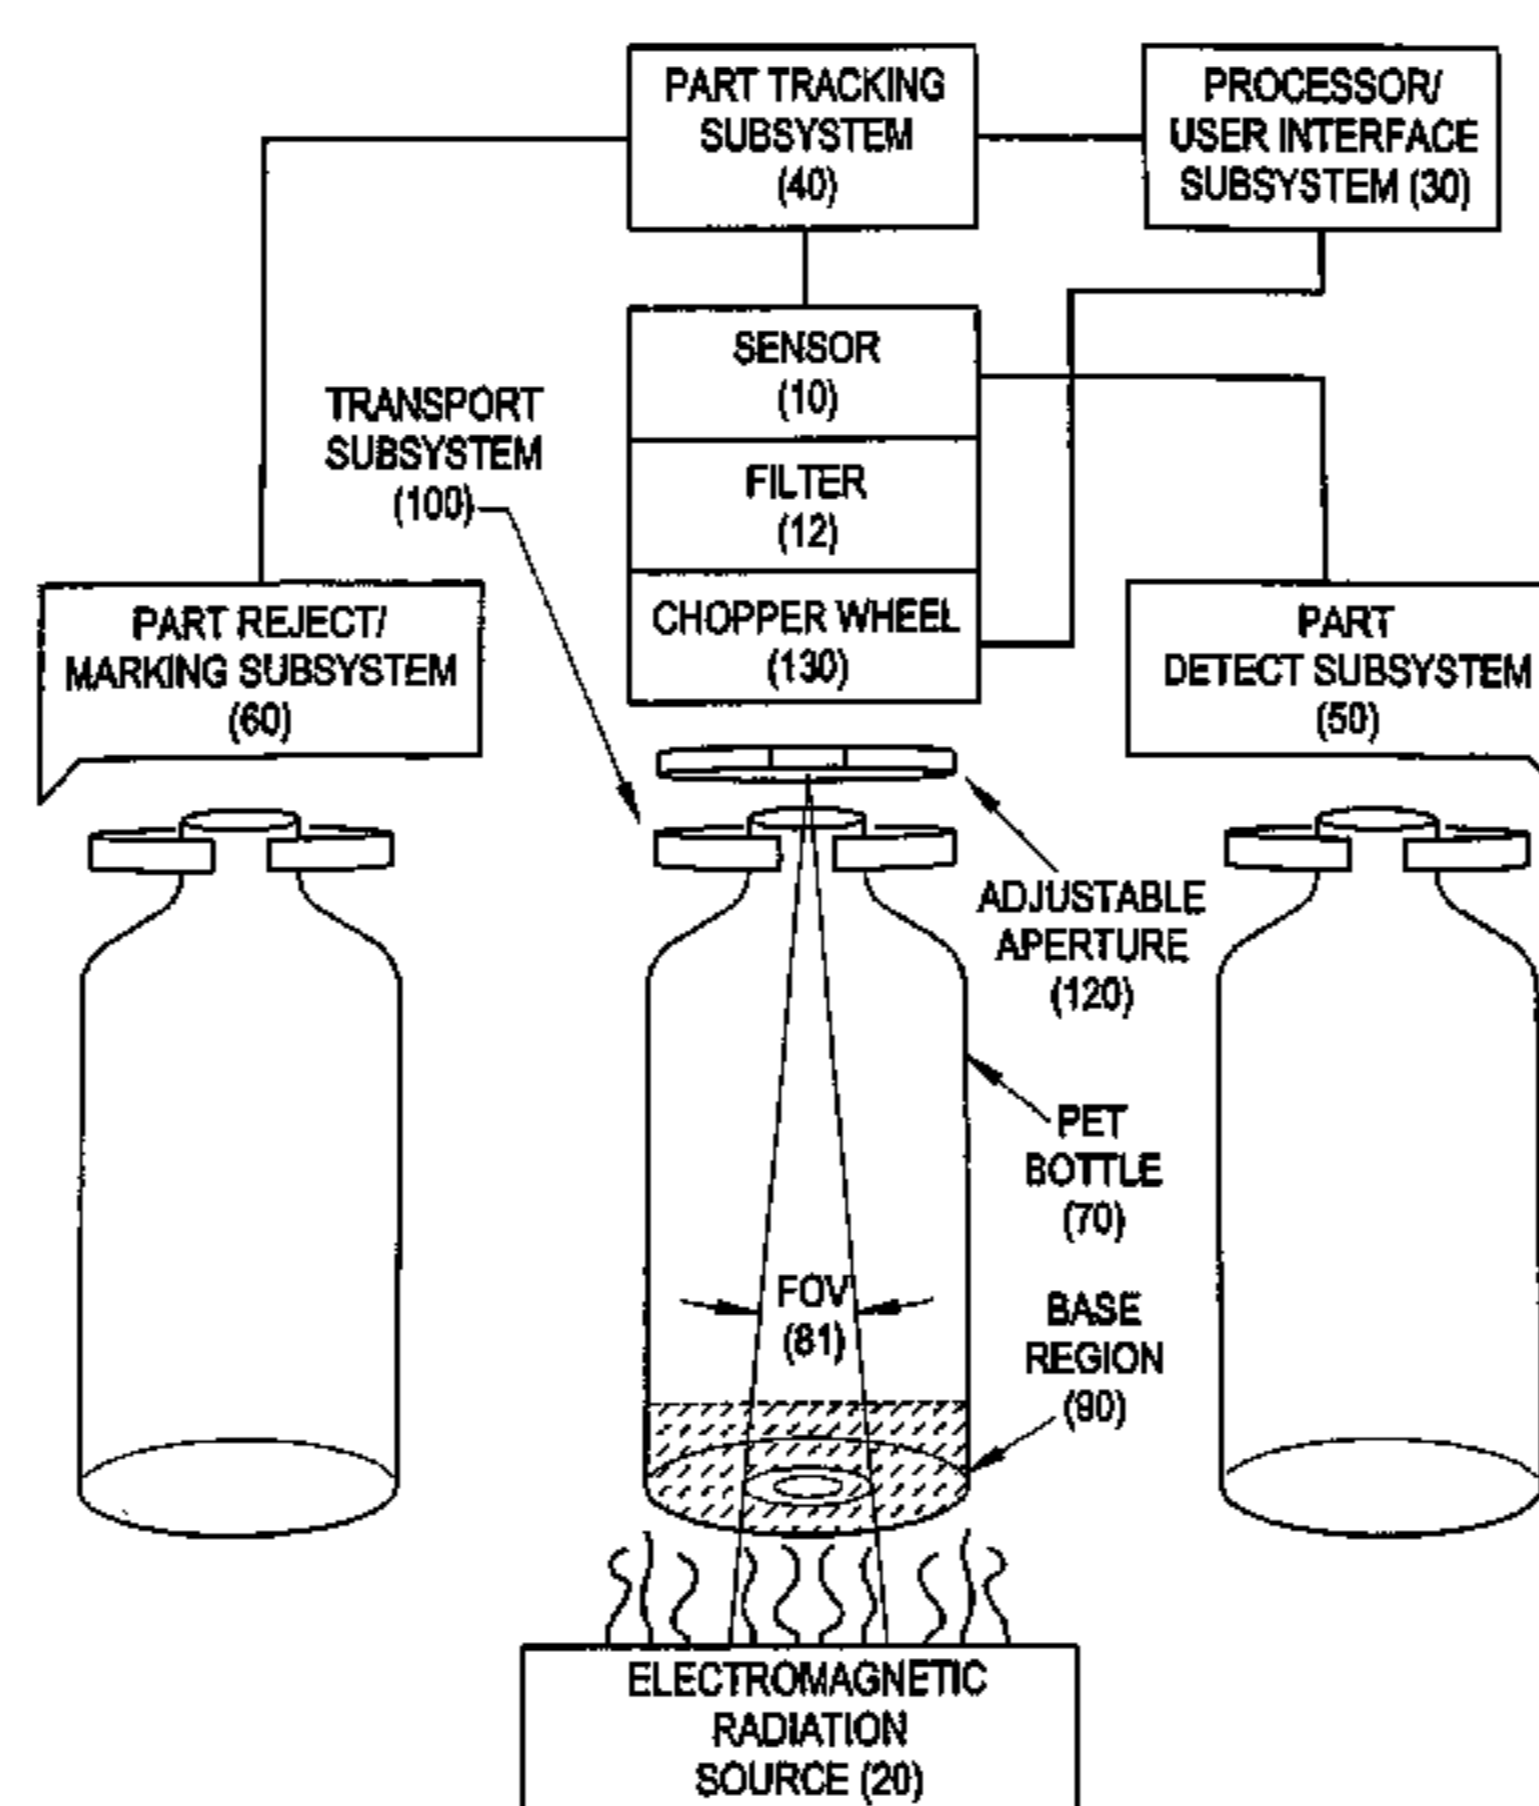 PART TRACKING
SUBSYSTEM
(40)
PROCESSOR/
USER INTERFACE
SUBSYSTEM (30)
SENSOR
(10)
FILTER
(12)
CHOPPER WHEEL
(130)
TRANSPORT
SUBSYSTEM
(100)
PART REJECT/
MARKING SUBSYSTEM
(60)
PART
DETECT SUBSYSTEM
(50)
ADJUSTABLE
APERTURE
(120)
PET
BOTTLE
(70)
FOV
(81)
BASE
REGION
(90)
ELECTROMAGNETIC
RADIATION
SOURCE (20)